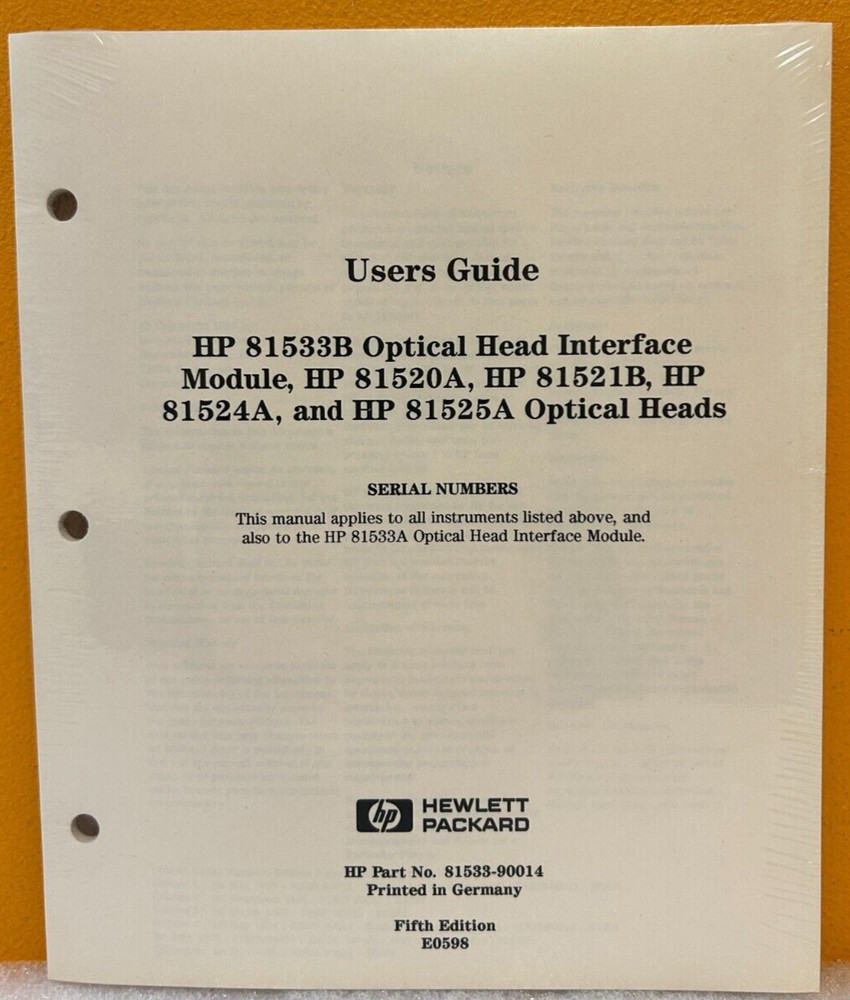 Users Guide
HP 81533B Optical Head Interface
Module, HP 81520A, HP 81521B, HP
81524A, and HP 81525A Optical Heads
SERIAL NUMBERS
This manual applies to all instruments listed above, and
also to the HP 81533A Optical Head Interface Module.
hp HEWLETT
PACKARD
HP Part No. 81533-90014
Printed in Germany
Fifth Edition
E0598